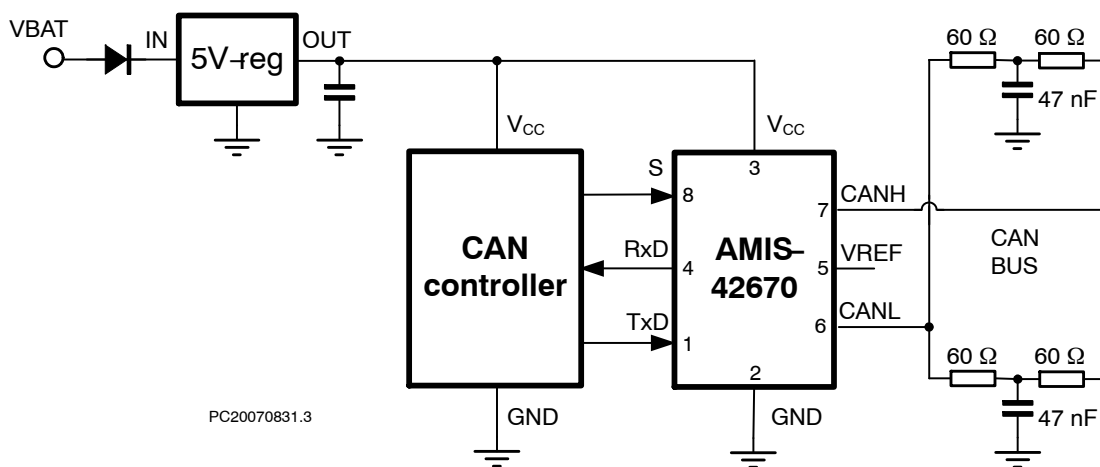 VBAT
IN
5V-reg
OUT
60 Ω
60 Ω
47 nF
VCC
VCC
S
8
3
7
CANH
CAN
BUS
CAN
controller
RxD
4
AMIS-
42670
5
VREF
TxD
1
6
CANL
2
60 Ω
60 Ω
47 nF
GND
GND
PC20070831.3